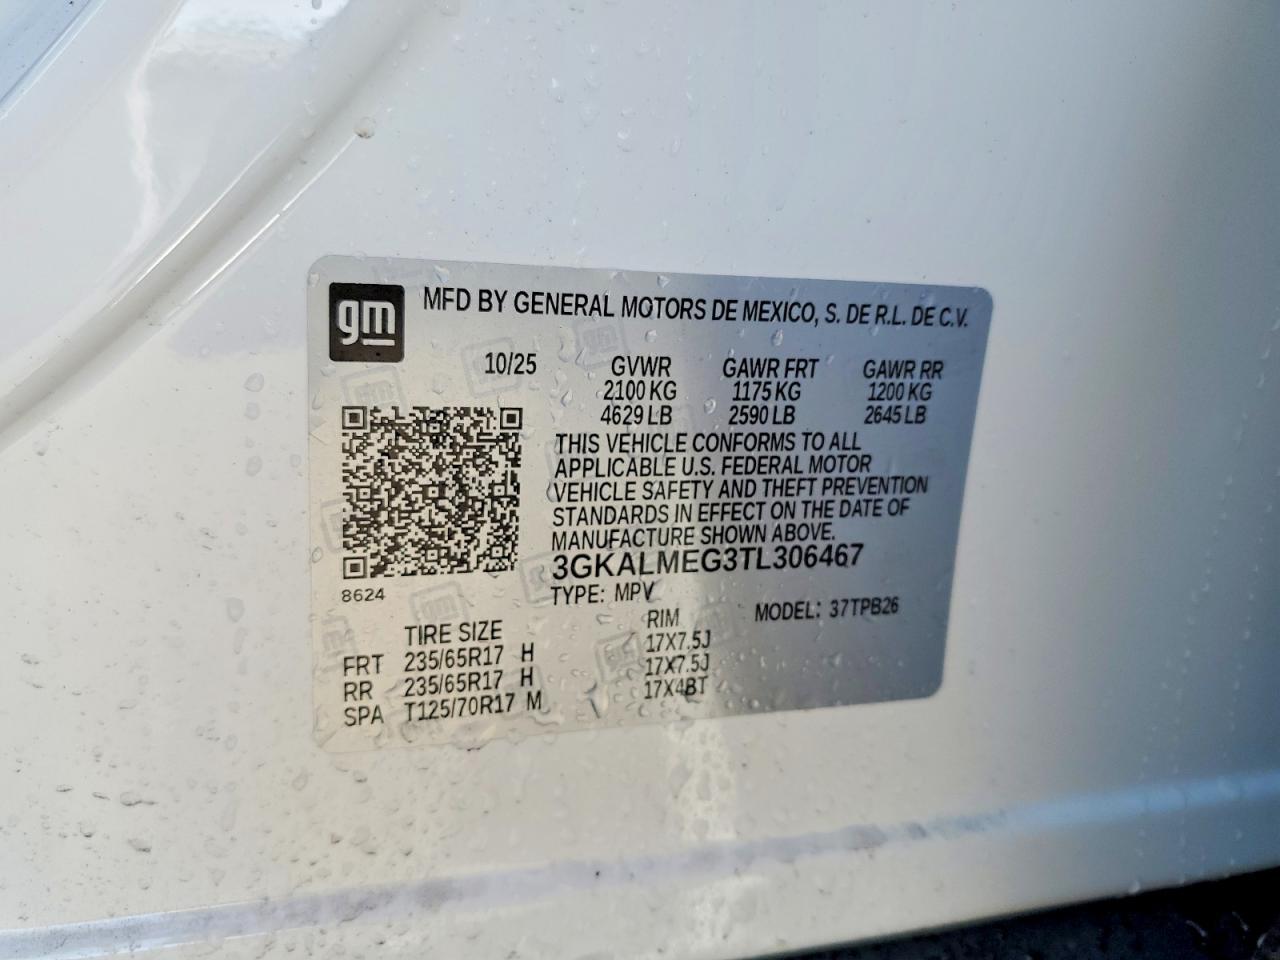 gm MFD BY GENERAL MOTORS DE MEXICO, S. DE R.L. DE C.V.
10/25 GVWR GAWR FRT GAWR RR
2100 KG 1175 KG 1200 KG
4629 LB 2590 LB 2645 LB
THIS VEHICLE CONFORMS TO ALL
APPLICABLE U.S. FEDERAL MOTOR
VEHICLE SAFETY AND THEFT PREVENTION
STANDARDS IN EFFECT ON THE DATE OF
MANUFACTURE SHOWN ABOVE.
3GKALMEG3TL306467
8624 TYPE: MPV MODEL: 37TPB26
TIRE SIZE RIM
FRT 235/65R17 H 17X7.5J
RR 235/65R17 H 17X7.5J
SPA T125/70R17 M 17X4BT